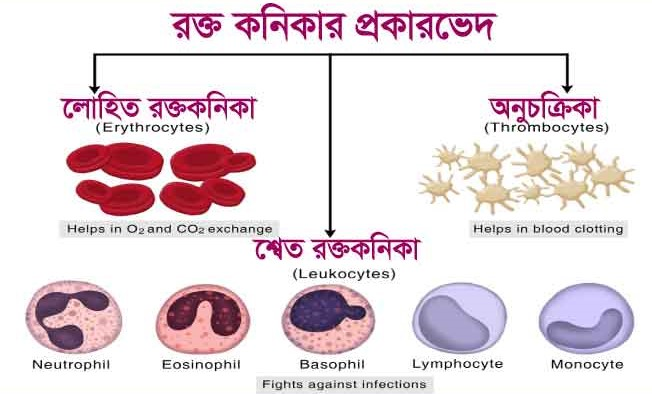 রক্ত কনিকার প্রকারভেদ
লোহিত রক্তকনিকা
(Erythrocytes)
Helps in O₂ and CO₂ exchange
অনুচক্রিকা
(Thrombocytes)
Helps in blood clotting
শ্বেত রক্তকনিকা
(Leukocytes)
Neutrophil Eosinophil Basophil Lymphocyte Monocyte
Fights against infections